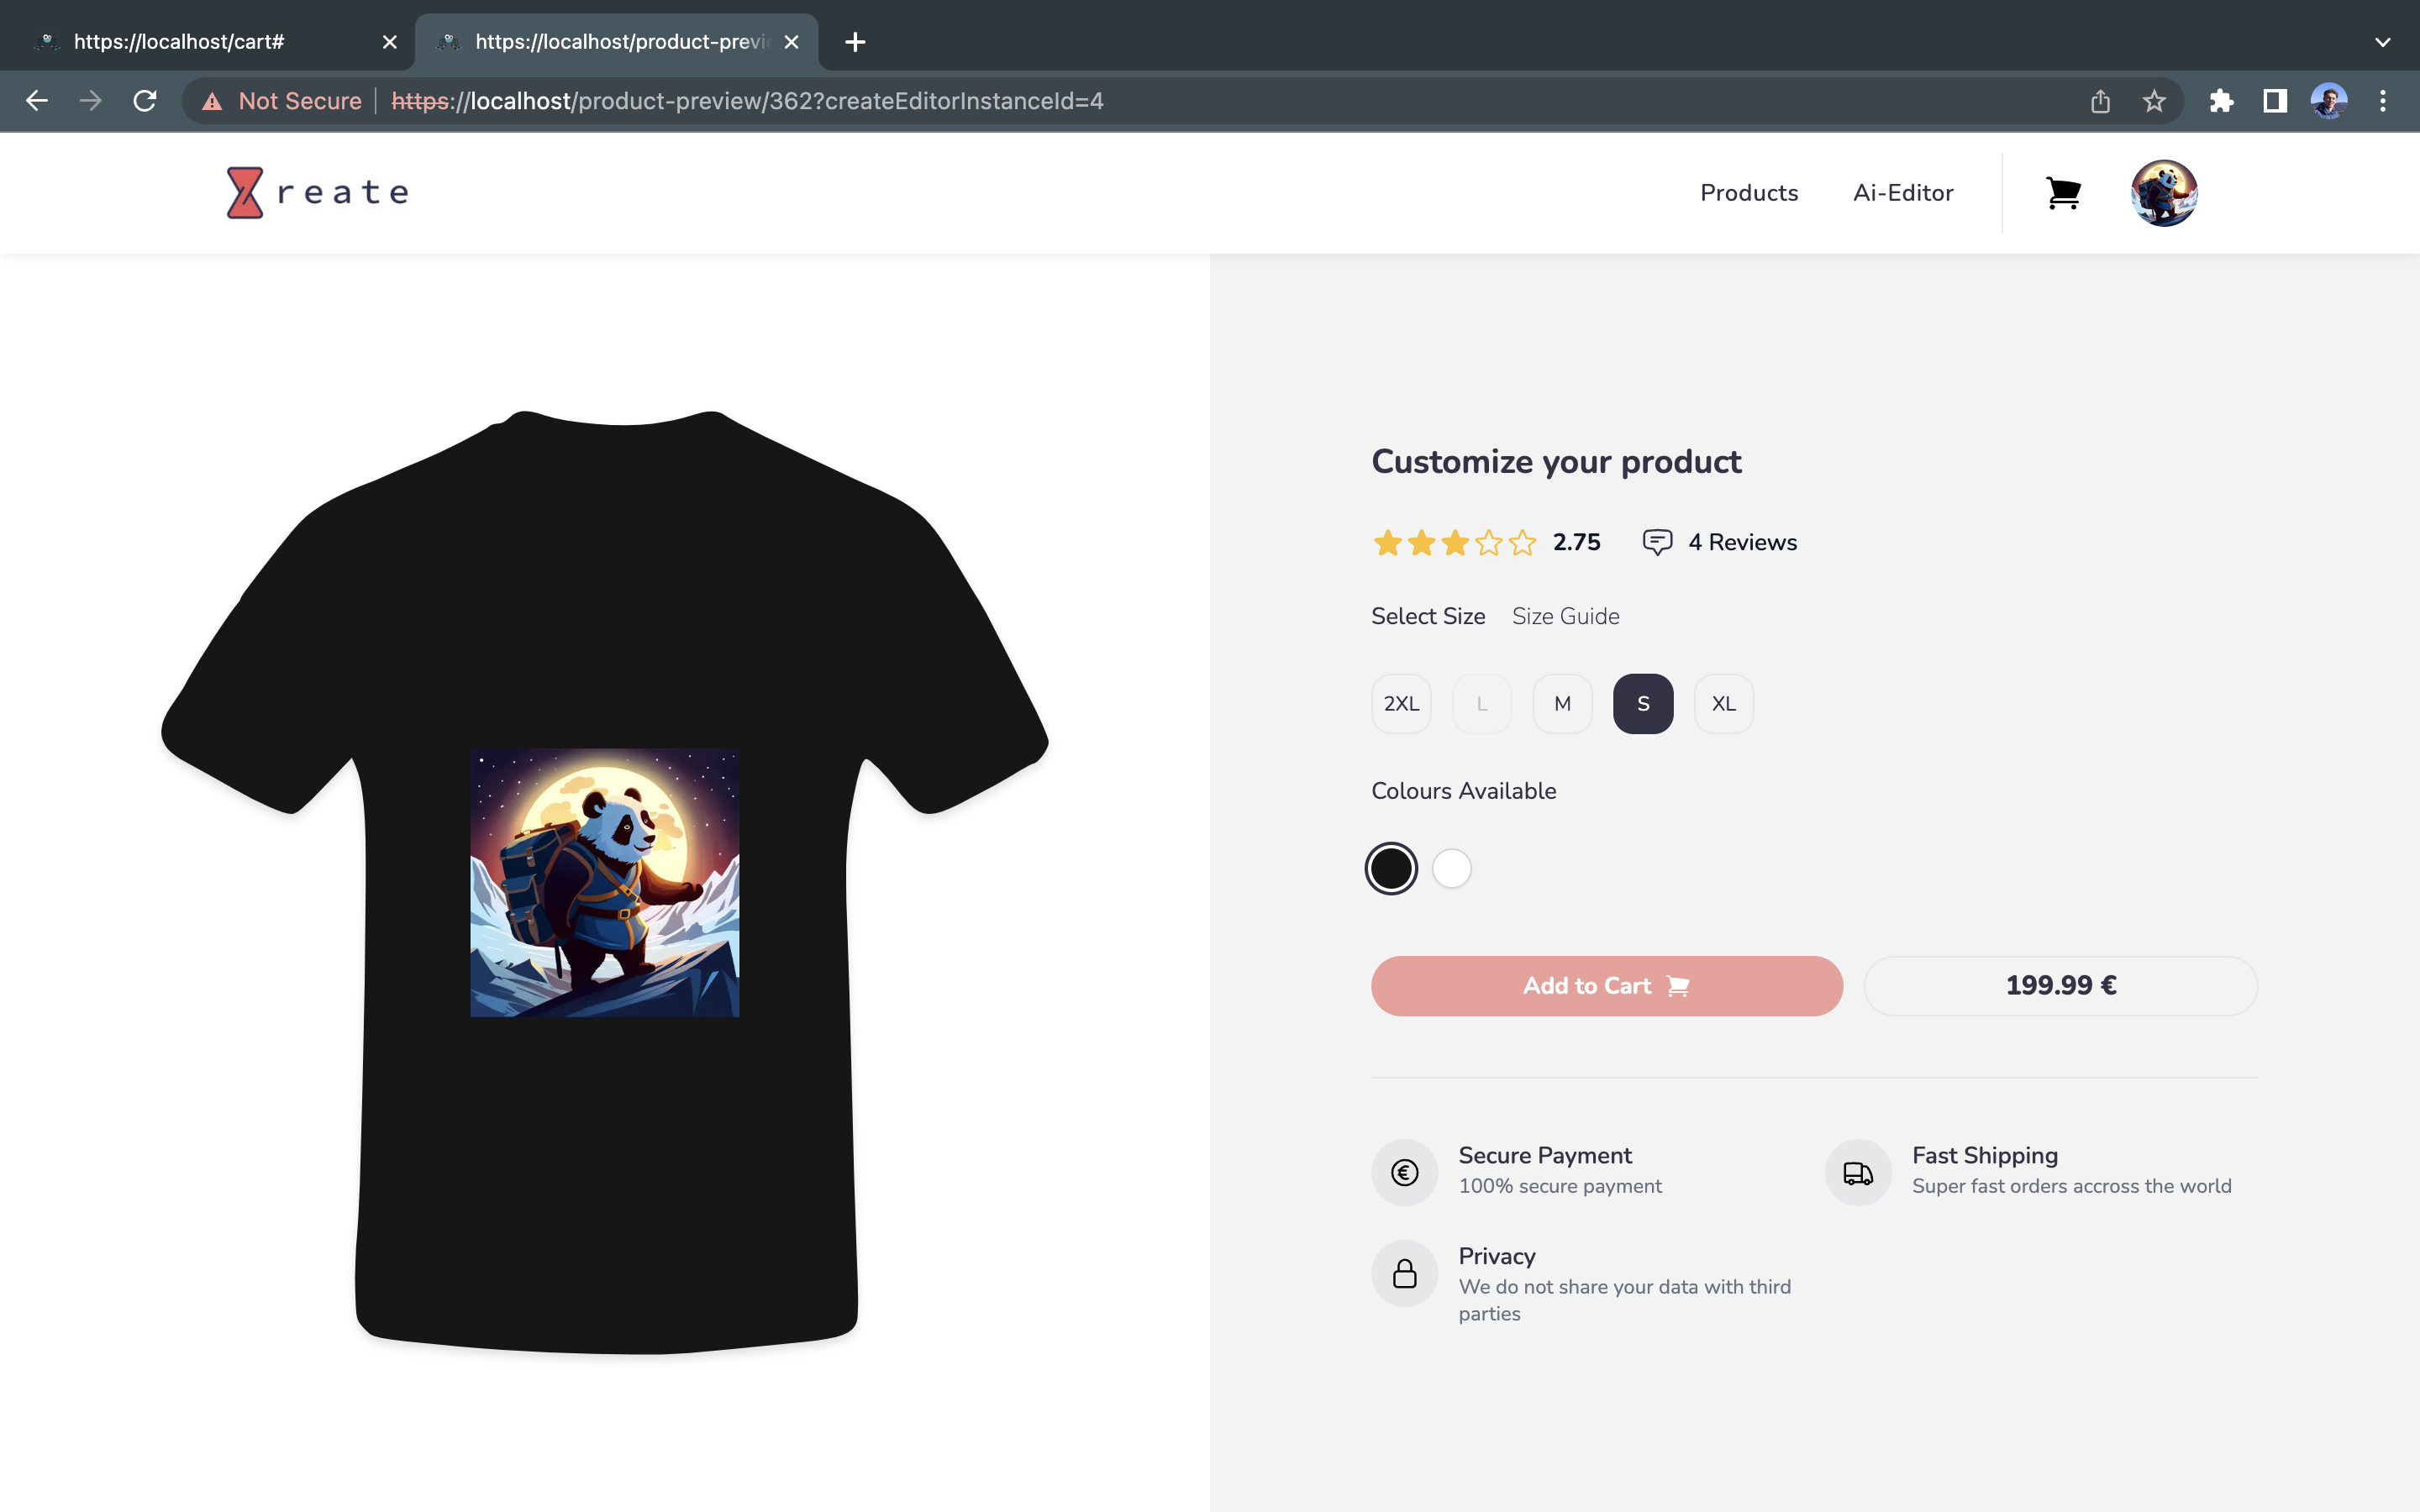 https://localhost/cart#
https://localhost/product-previ
Not Secure https://localhost/product-preview/362?createEditorInstanceId=4
reate
Products Ai-Editor
Customize your product
2.75 4 Reviews
Select Size Size Guide
2XL L M S XL
Colours Available
Add to Cart 199.99 €
Secure Payment
100% secure payment
Fast Shipping
Super fast orders accross the world
Privacy
We do not share your data with third
parties